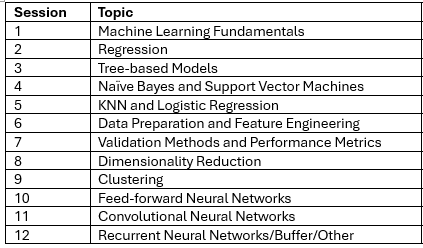 Session Topic
1 Machine Learning Fundamentals
2 Regression
3 Tree-based Models
4 Naïve Bayes and Support Vector Machines
5 KNN and Logistic Regression
6 Data Preparation and Feature Engineering
7 Validation Methods and Performance Metrics
8 Dimensionality Reduction
9 Clustering
10 Feed-forward Neural Networks
11 Convolutional Neural Networks
12 Recurrent Neural Networks/Buffer/Other